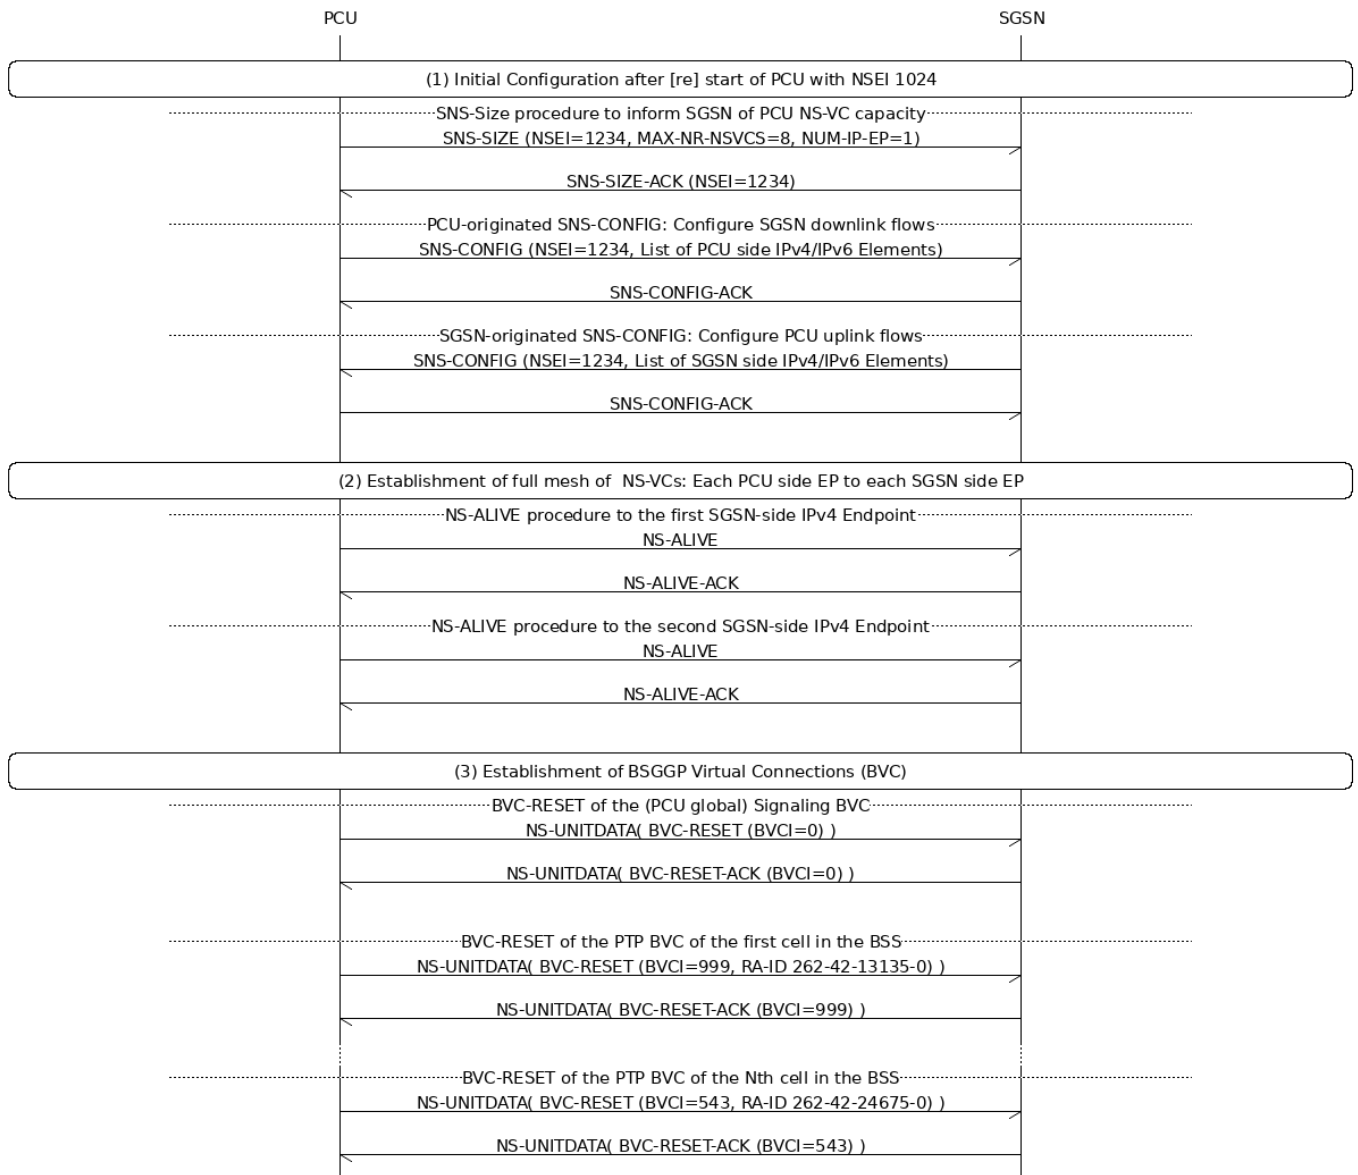 PCU SGSN
(1) Initial Configuration after [re] start of PCU with NSEI 1024
SNS-Size procedure to inform SGSN of PCU NS-VC capacity
SNS-SIZE (NSEI=1234, MAX-NR-NSVCS=8, NUM-IP-EP=1)
SNS-SIZE-ACK (NSEI=1234)
PCU-originated SNS-CONFIG: Configure SGSN downlink flows
SNS-CONFIG (NSEI=1234, List of PCU side IPv4/IPv6 Elements)
SNS-CONFIG-ACK
SGSN-originated SNS-CONFIG: Configure PCU uplink flows
SNS-CONFIG (NSEI=1234, List of SGSN side IPv4/IPv6 Elements)
SNS-CONFIG-ACK
(2) Establishment of full mesh of  NS-VCs: Each PCU side EP to each SGSN side EP
NS-ALIVE procedure to the first SGSN-side IPv4 Endpoint
NS-ALIVE
NS-ALIVE-ACK
NS-ALIVE procedure to the second SGSN-side IPv4 Endpoint
NS-ALIVE
NS-ALIVE-ACK
(3) Establishment of BSGGP Virtual Connections (BVC)
BVC-RESET of the (PCU global) Signaling BVC
NS-UNITDATA( BVC-RESET (BVCI=0) )
NS-UNITDATA( BVC-RESET-ACK (BVCI=0) )
BVC-RESET of the PTP BVC of the first cell in the BSS
NS-UNITDATA( BVC-RESET (BVCI=999, RA-ID 262-42-13135-0) )
NS-UNITDATA( BVC-RESET-ACK (BVCI=999) )
BVC-RESET of the PTP BVC of the Nth cell in the BSS
NS-UNITDATA( BVC-RESET (BVCI=543, RA-ID 262-42-24675-0) )
NS-UNITDATA( BVC-RESET-ACK (BVCI=543) )